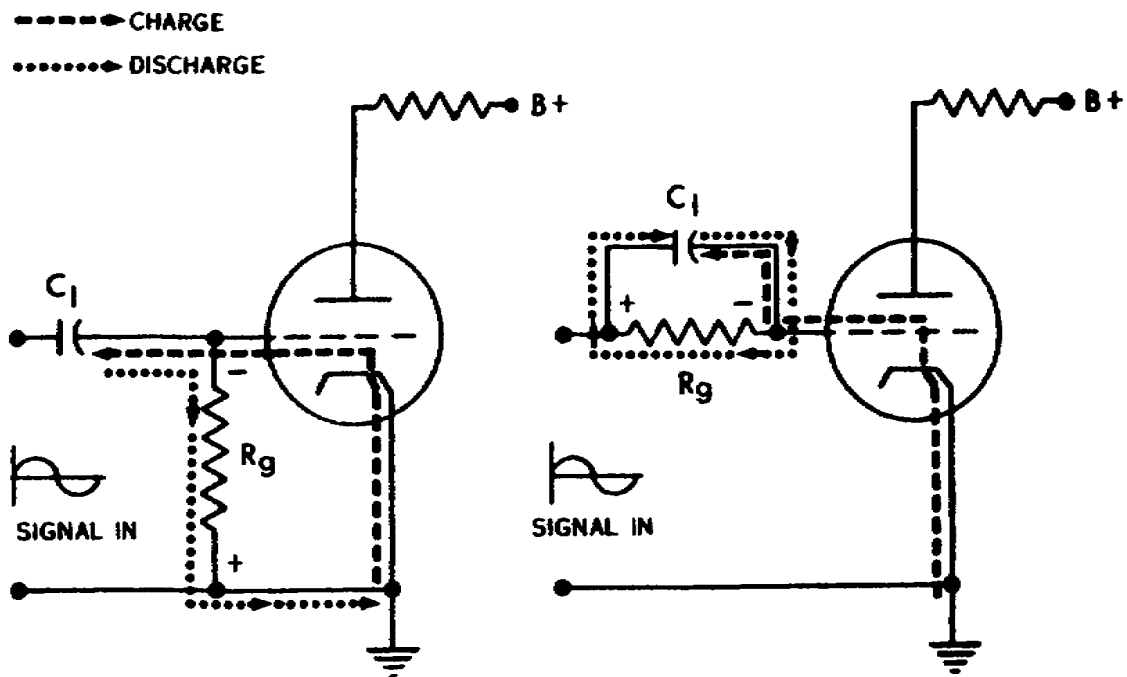 CHARGE
DISCHARGE
B+
B+
C1
C1
+
-
-
Rg
Rg
SIGNAL IN
SIGNAL IN
+